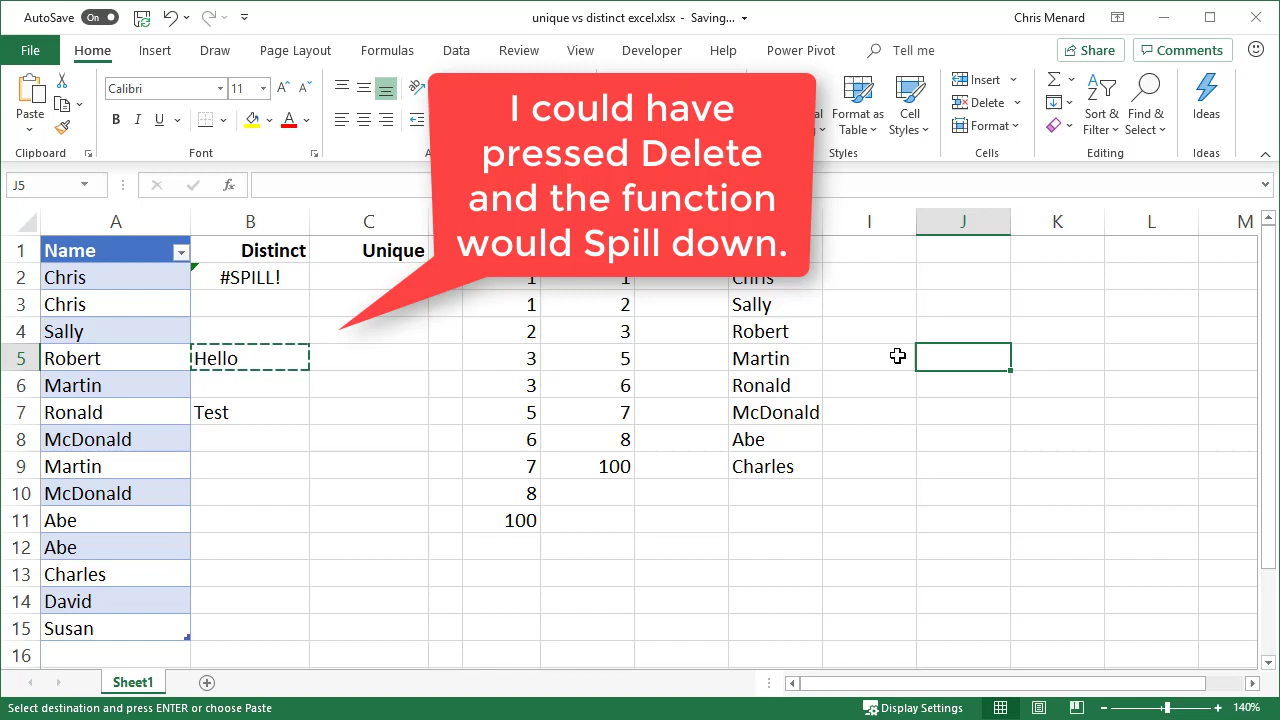 AutoSave On unique vs distinct excel.xlsx - Saving... Chris Menard
File Home Insert Draw Page Layout Formulas Data Review View Developer Help Power Pivot Tell me Share Comments
Paste Calibri 11 B I U A Format as Table Cell Styles Insert Delete Format Sort & Filter Find & Select Ideas
Clipboard Font Styles Cells Editing Ideas
I could have
pressed Delete
and the function
would Spill down.
J5 fx
A B C I J K L M
1 Name Distinct Unique
2 Chris #SPILL! 1 1 Chris
3 Chris 1 2 Sally
4 Sally 2 3 Robert
5 Robert Hello 3 5 Martin
6 Martin 3 6 Ronald
7 Ronald Test 5 7 McDonald
8 McDonald 6 8 Abe
9 Martin 7 100 Charles
10 McDonald 8
11 Abe 100
12 Abe
13 Charles
14 David
15 Susan
16
Sheet1
Select destination and press ENTER or choose Paste Display Settings 140%